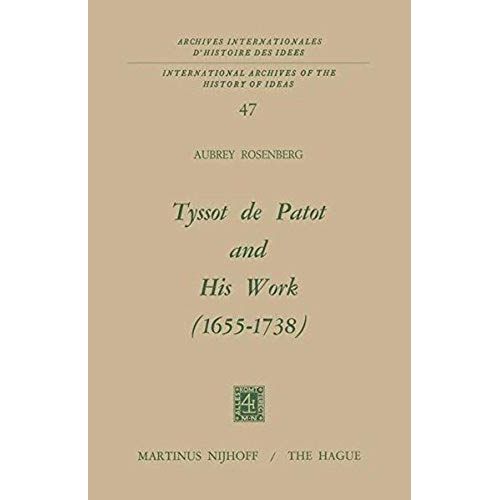 ARCHIVES INTERNATIONALES
D'HISTOIRE DES IDEES
INTERNATIONAL ARCHIVES OF THE
HISTORY OF IDEAS
47
AUBREY ROSENBERG
Tyssot de Patot
and
His Work
(1655-1738)
MARTINUS NIJHOFF / THE HAGUE